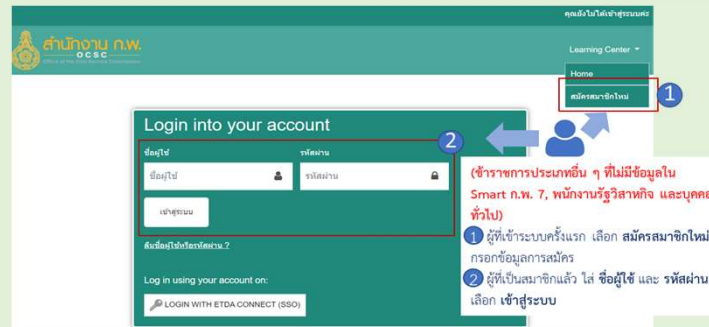 คุณยังไม่ได้เข้าสู่ระบบค่ะ
สำนักงาน ก.พ.
OCSC
Office of the Civil Service Commission
Learning Center
Home
สมัครสมาชิกใหม่
1
Login into your account
2
ชื่อผู้ใช้ รหัสผ่าน
ชื่อผู้ใช้ รหัสผ่าน
เข้าสู่ระบบ
ลืมชื่อผู้ใช้หรือรหัสผ่าน ?
Log in using your account on:
LOGIN WITH ETDA CONNECT (SSO)
(ข้าราชการประเภทอื่น ๆ ที่ไม่มีข้อมูลใน
Smart ก.พ. 7, พนักงานรัฐวิสาหกิจ และบุคคล
ทั่วไป)
1 ผู้ที่เข้าระบบครั้งแรก เลือก สมัครสมาชิกใหม่
กรอกข้อมูลการสมัคร
2 ผู้ที่เป็นสมาชิกแล้ว ใส่ ชื่อผู้ใช้ และ รหัสผ่าน
เลือก เข้าสู่ระบบ